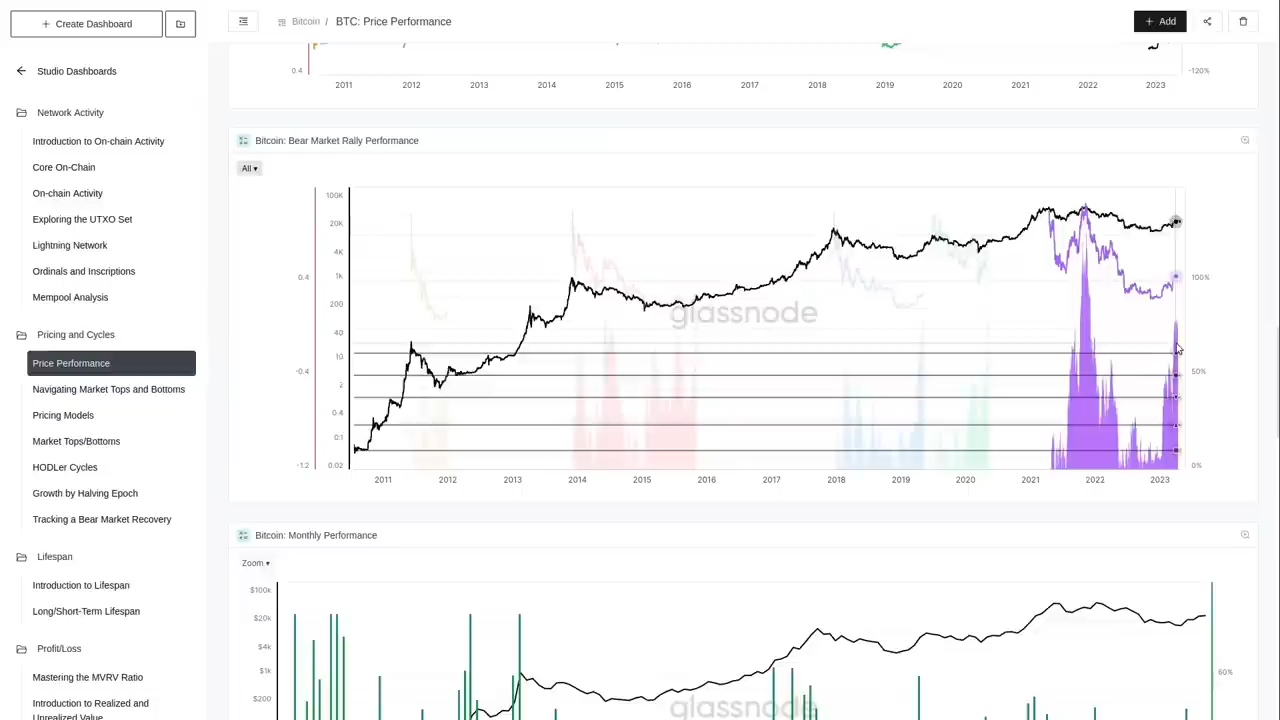 + Create Dashboard
Bitcoin / BTC: Price Performance
+ Add
Studio Dashboards
Network Activity
Introduction to On-chain Activity
Core On-Chain
On-chain Activity
Exploring the UTXO Set
Lightning Network
Ordinals and Inscriptions
Mempool Analysis
Pricing and Cycles
Price Performance
Navigating Market Tops and Bottoms
Pricing Models
Market Tops/Bottoms
HODLer Cycles
Growth by Halving Epoch
Tracking a Bear Market Recovery
Lifespan
Introduction to Lifespan
Long/Short-Term Lifespan
Profit/Loss
Mastering the MVRV Ratio
Introduction to Realized and
Unrealized Value
0.4
-120%
2011 2012 2013 2014 2015 2016 2017 2018 2019 2020 2021 2022 2023
Bitcoin: Bear Market Rally Performance
All ▾
100K
20K
4K
0.4 1k 100%
200
glassnode
40
-0.4 10 50%
2
0.4
0.1
-1.2 0.02 0%
2011 2012 2013 2014 2015 2016 2017 2018 2019 2020 2021 2022 2023
Bitcoin: Monthly Performance
Zoom ▾
$100k
$20k
$4k
$1k 60%
$200
glassnode